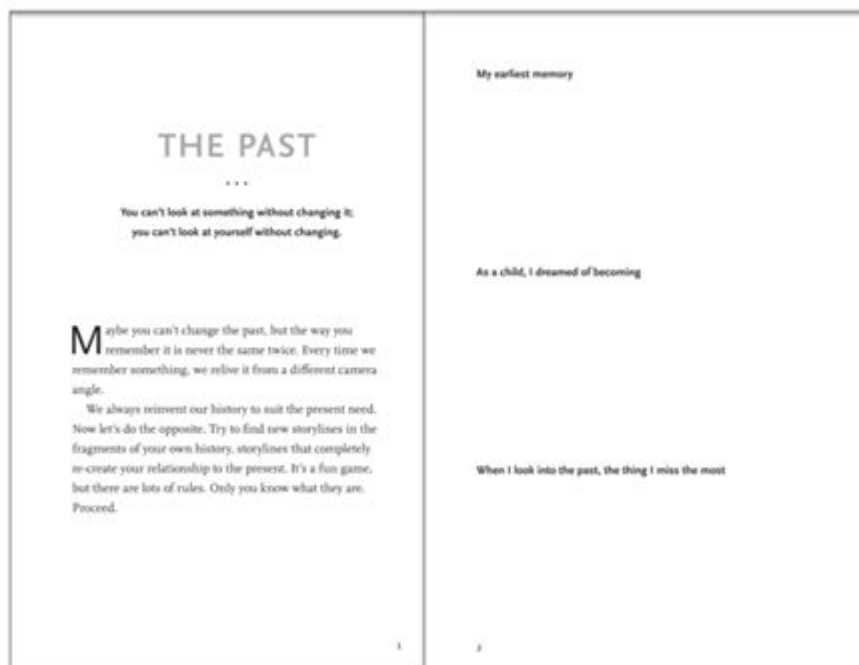 THE PAST
• • •
You can't look at something without changing it;
you can't look at yourself without changing.
Maybe you can't change the past, but the way you
remember it is never the same twice. Every time we
remember something, we relive it from a different camera
angle.
We always reinvent our history to suit the present need.
Now let's do the opposite. Try to find new storylines in the
fragments of your own history, storylines that completely
re-create your relationship to the present. It's a fun game,
but there are lots of rules. Only you know what they are.
Proceed.
1
My earliest memory
As a child, I dreamed of becoming
When I look into the past, the thing I miss the most
2